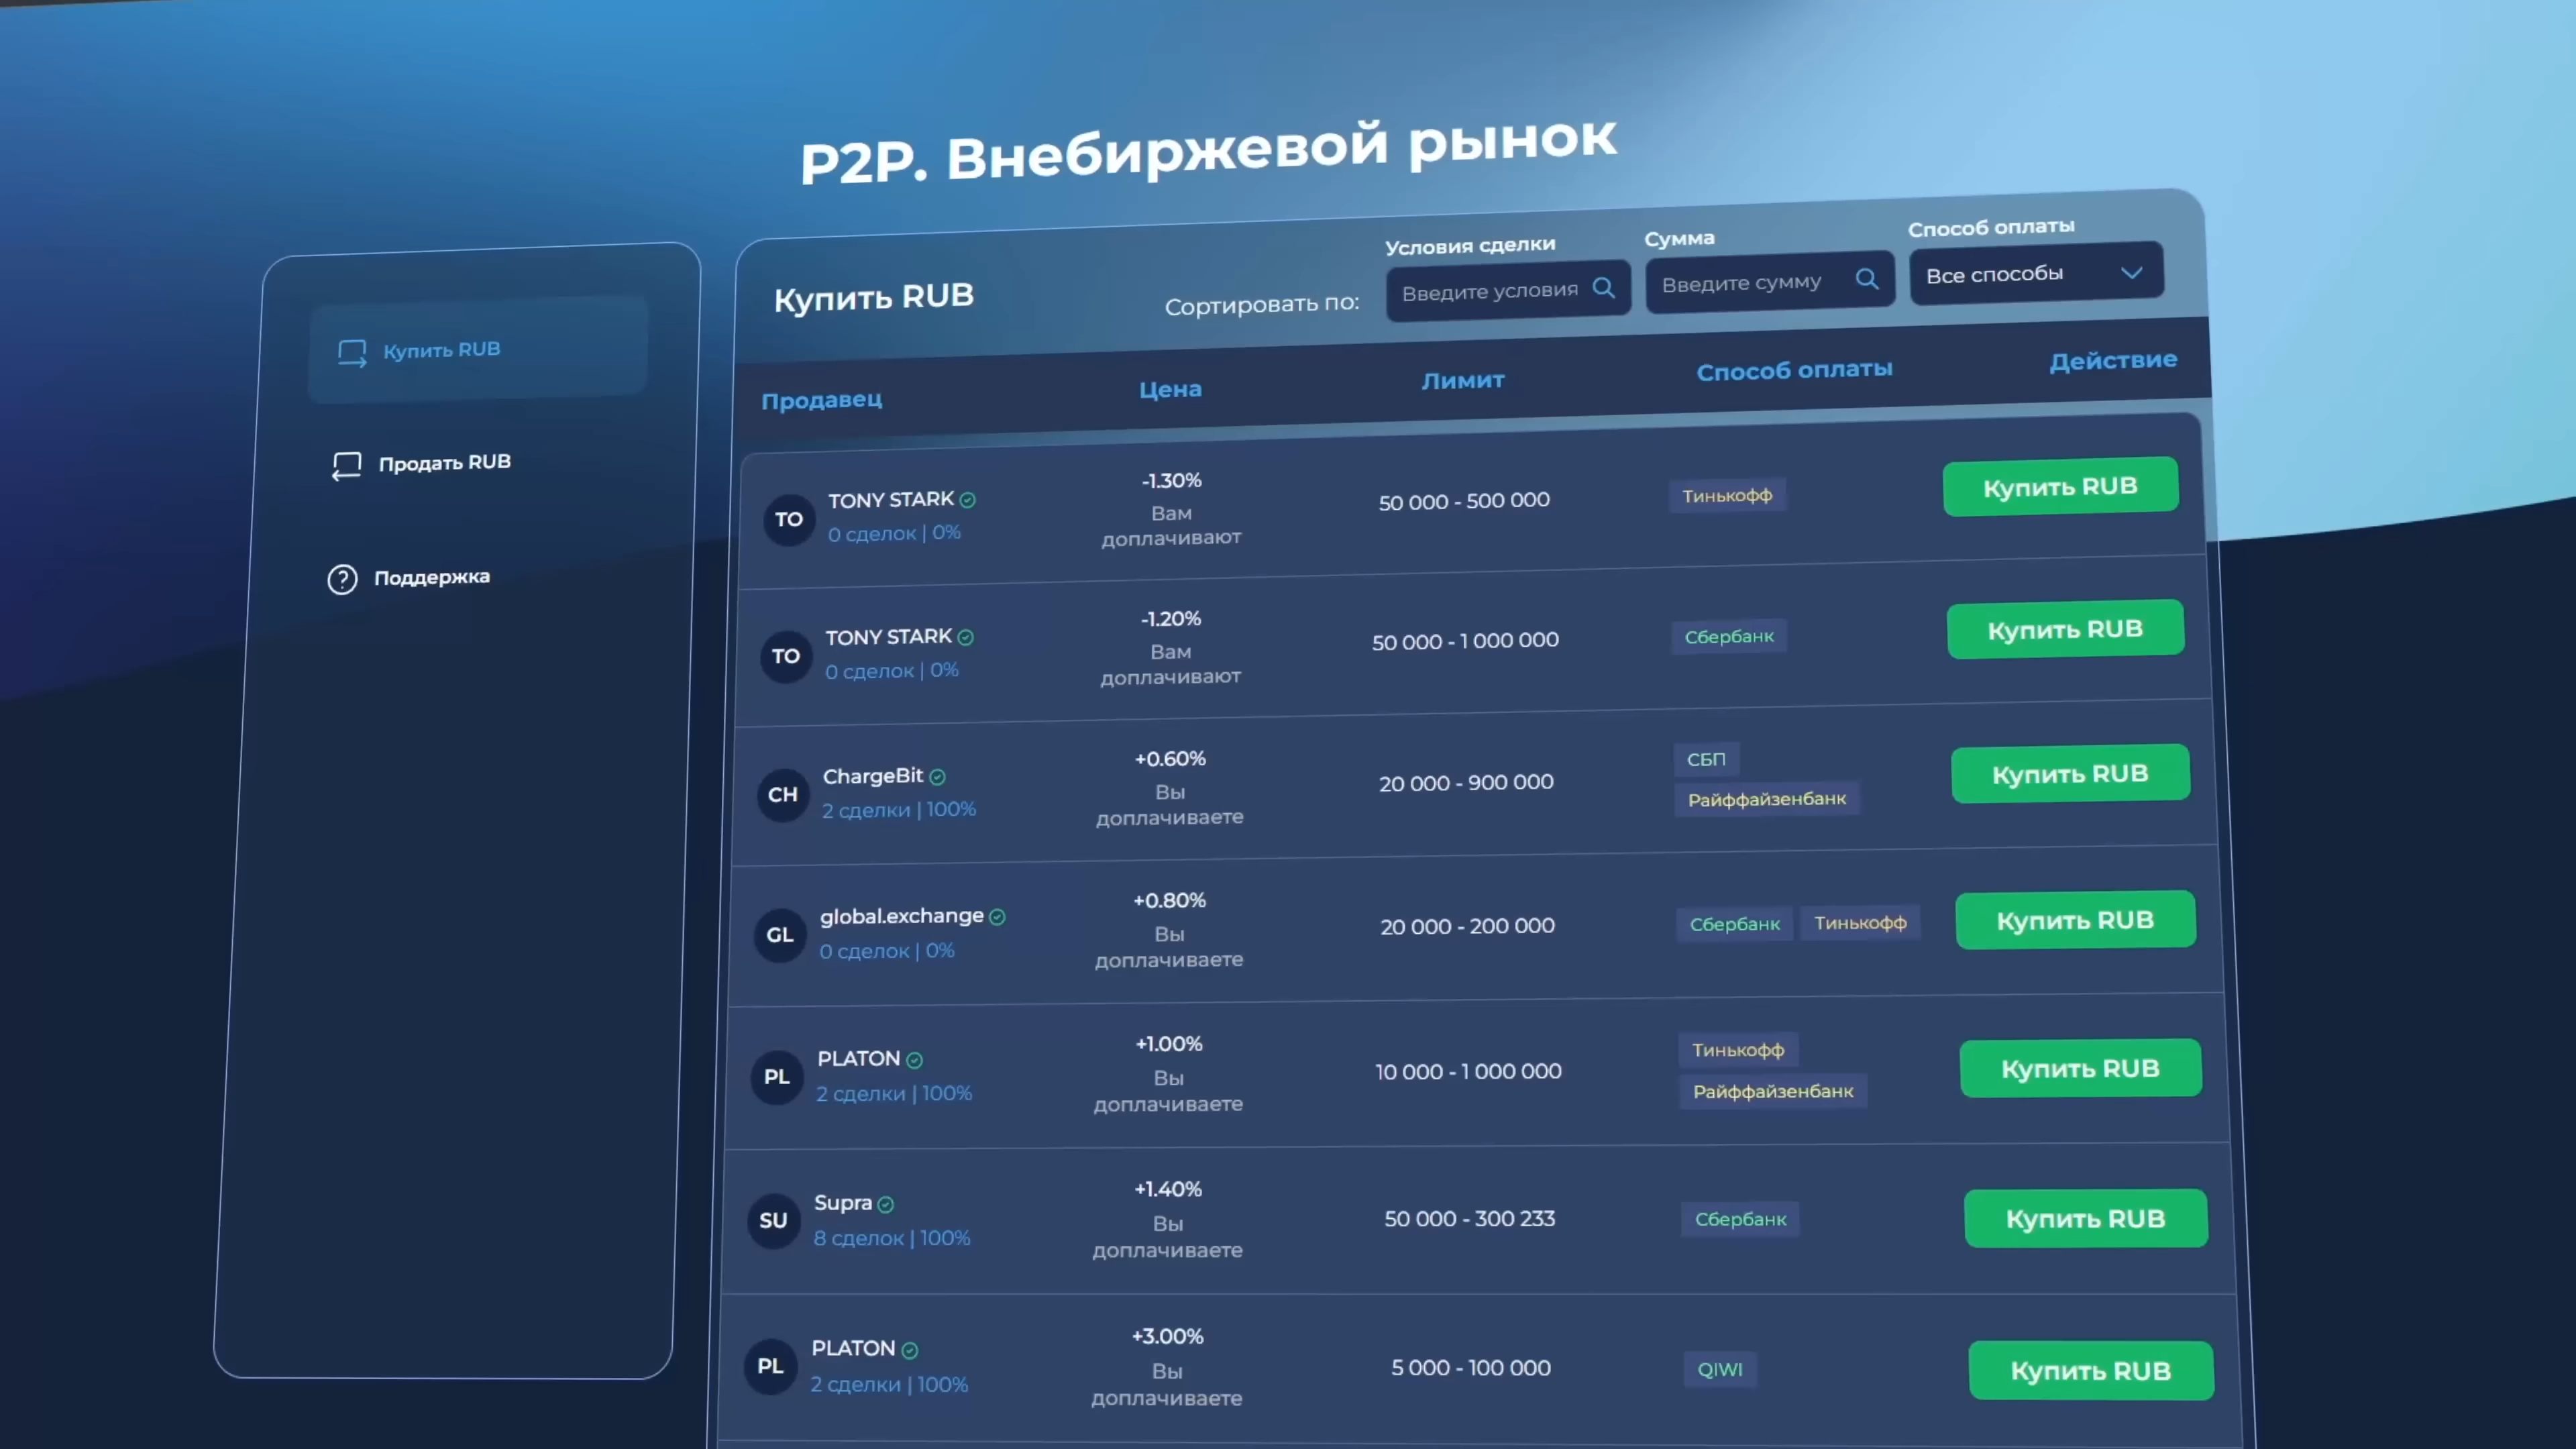 P2P. Внебиржевой рынок
Купить RUB
Продать RUB
Поддержка
Купить RUB
Сортировать по:
Условия сделки
Введите условия
Сумма
Введите сумму
Способ оплаты
Все способы
Продавец Цена Лимит Способ оплаты Действие
TO TONY STARK
0 сделок | 0%
-1.30%
Вам
доплачивают
50 000 - 500 000
Тинькофф
Купить RUB
TO TONY STARK
0 сделок | 0%
-1.20%
Вам
доплачивают
50 000 - 1 000 000
Сбербанк
Купить RUB
CH ChargeBit
2 сделки | 100%
+0.60%
Вы
доплачиваете
20 000 - 900 000
СБП
Райффайзенбанк
Купить RUB
GL global.exchange
0 сделок | 0%
+0.80%
Вы
доплачиваете
20 000 - 200 000
Сбербанк Тинькофф
Купить RUB
PL PLATON
2 сделки | 100%
+1.00%
Вы
доплачиваете
10 000 - 1 000 000
Тинькофф
Райффайзенбанк
Купить RUB
SU Supra
8 сделок | 100%
+1.40%
Вы
доплачиваете
50 000 - 300 233
Сбербанк
Купить RUB
PL PLATON
2 сделки | 100%
+3.00%
Вы
доплачиваете
5 000 - 100 000
QIWI
Купить RUB